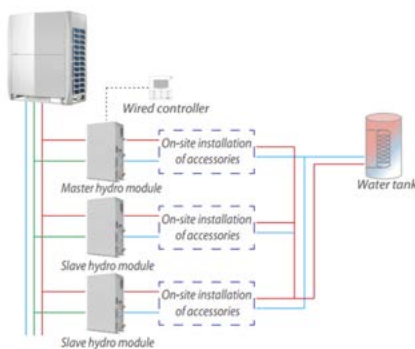 Wired controller
On-site installation
of accessories
Master hydro module
Water tank
On-site installation
of accessories
Slave hydro module
On-site installation
of accessories
Slave hydro module